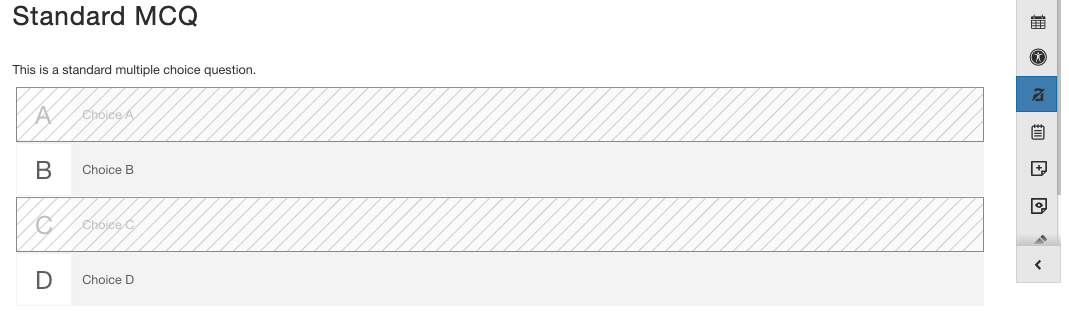 Standard MCQ
This is a standard multiple choice question.
A Choice A
B Choice B
C Choice C
D Choice D